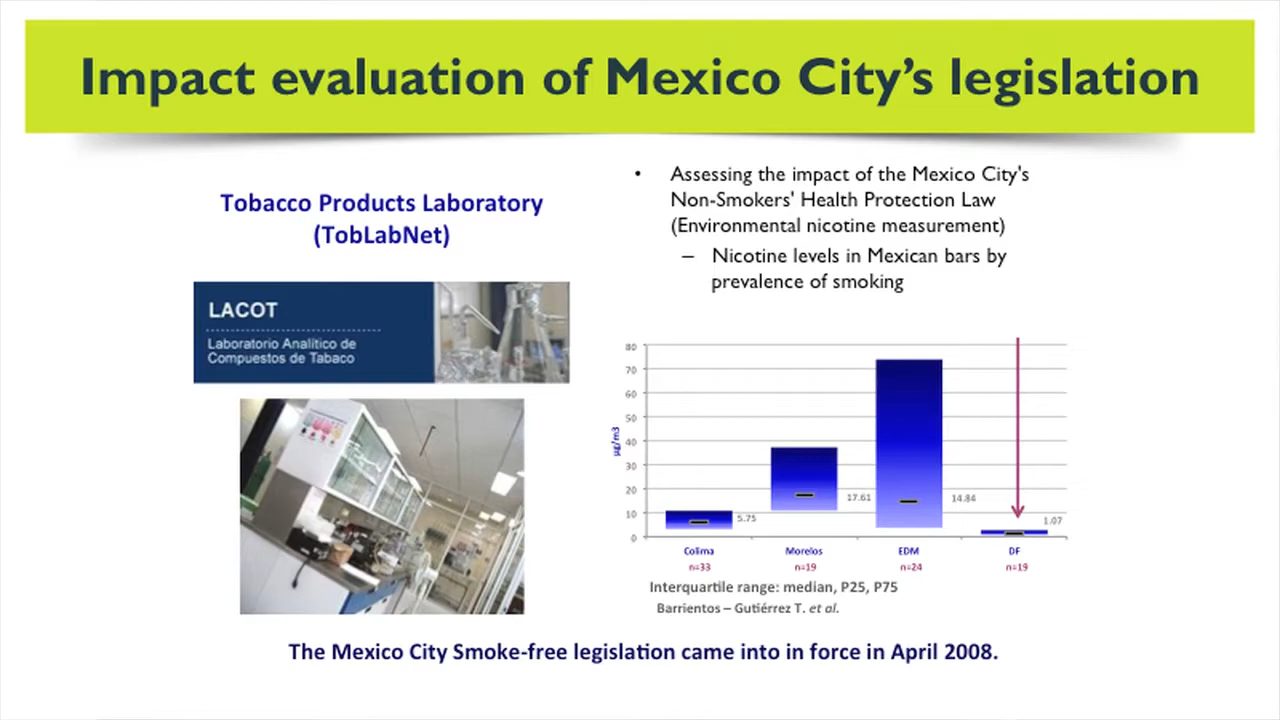 Impact evaluation of Mexico City’s legislation
Tobacco Products Laboratory
(TobLabNet)
LACOT
Laboratorio Analítico de
Compuestos de Tabaco
• Assessing the impact of the Mexico City's
Non-Smokers' Health Protection Law
(Environmental nicotine measurement)
– Nicotine levels in Mexican bars by
prevalence of smoking
80
70
60
50
40
30
20
10
0
µg/m3
5.75
17.61
14.84
1.07
Colima Morelos EDM DF
n=33 n=19 n=24 n=19
Interquartile range: median, P25, P75
Barrientos – Gutiérrez T. et al.
The Mexico City Smoke-free legislation came into in force in April 2008.